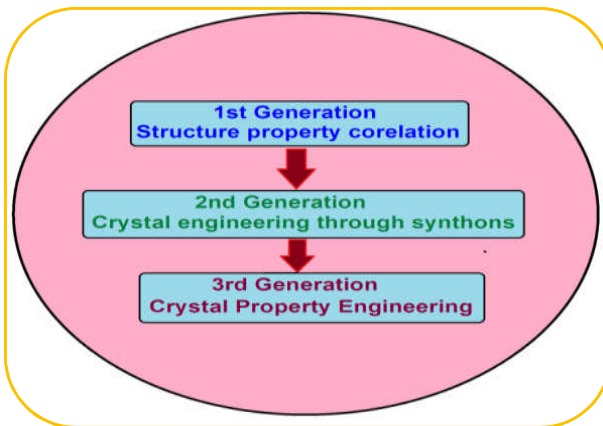 1st Generation
Structure property corelation
2nd Generation
Crystal engineering through synthons
3rd Generation
Crystal Property Engineering